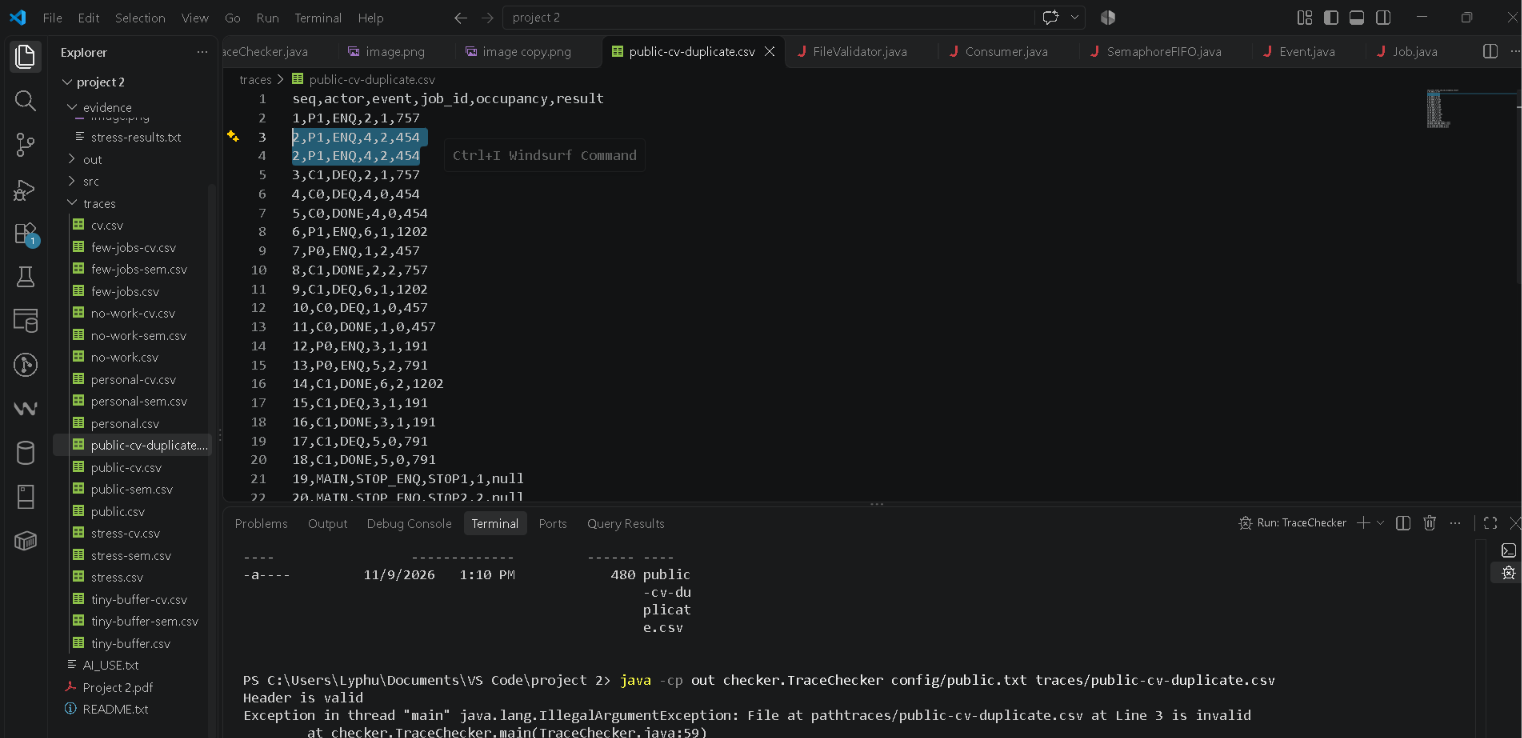 File Edit Selection View Go Run Terminal Help
project 2
Explorer
project 2
evidence
image.png
stress-results.txt
out
src
traces
cv.csv
few-jobs-cv.csv
few-jobs-sem.csv
few-jobs.csv
no-work-cv.csv
no-work-sem.csv
no-work.csv
personal-cv.csv
personal-sem.csv
personal.csv
public-cv-duplicate....
public-cv.csv
public-sem.csv
public.csv
stress-cv.csv
stress-sem.csv
stress.csv
tiny-buffer-cv.csv
tiny-buffer-sem.csv
tiny-buffer.csv
AI_USE.txt
Project 2.pdf
README.txt
1
aceChecker.java image.png image copy.png public-cv-duplicate.csv FileValidator.java Consumer.java SemaphoreFIFO.java Event.java Job.java
traces > public-cv-duplicate.csv
1 seq,actor,event,job_id,occupancy,result
2 1,P1,ENQ,2,1,757
3 2,P1,ENQ,4,2,454
4 2,P1,ENQ,4,2,454 Ctrl+I Windsurf Command
5 3,C1,DEQ,2,1,757
6 4,C0,DEQ,4,0,454
7 5,C0,DONE,4,0,454
8 6,P1,ENQ,6,1,1202
9 7,P0,ENQ,1,2,457
10 8,C1,DONE,2,2,757
11 9,C1,DEQ,6,1,1202
12 10,C0,DEQ,1,0,457
13 11,C0,DONE,1,0,457
14 12,P0,ENQ,3,1,191
15 13,P0,ENQ,5,2,791
16 14,C1,DONE,6,2,1202
17 15,C1,DEQ,3,1,191
18 16,C1,DONE,3,1,191
19 17,C1,DEQ,5,0,791
20 18,C1,DONE,5,0,791
21 19,MAIN,STOP_ENQ,STOP1,1,null
22 20,MAIN,STOP_ENQ,STOP2,2,null
Problems Output Debug Console Terminal Ports Query Results
Run: TraceChecker
---- ------------- ------ ----
-a---- 11/9/2026 1:10 PM 480 public
-cv-du
plicat
e.csv
PS C:\Users\Lyphu\Documents\VS Code\project 2> java -cp out checker.TraceChecker config/public.txt traces/public-cv-duplicate.csv
Header is valid
Exception in thread "main" java.lang.IllegalArgumentException: File at pathtraces/public-cv-duplicate.csv at Line 3 is invalid
at checker.TraceChecker.main(TraceChecker.java:59)